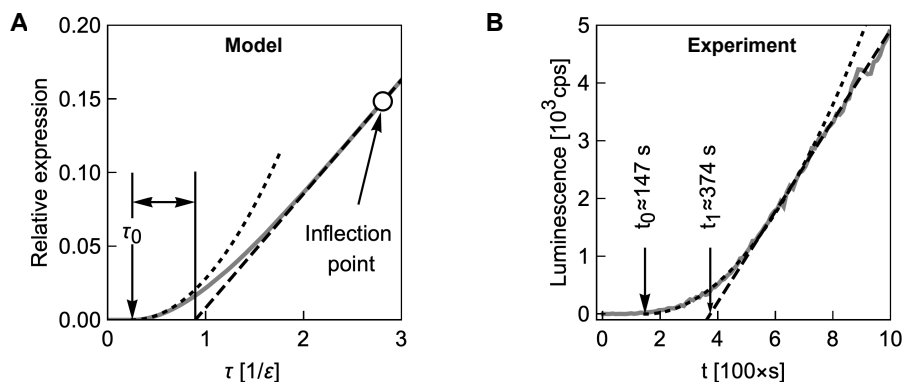 A
Model
Relative expression
0.20
0.15
0.10
0.05
0.00
τ0
Inflection
point
0
1
2
3
τ [1/ε]
B
Experiment
Luminescence [10³cps]
5
4
3
2
1
0
t₀≈147 s
t₁≈374 s
0
2
4
6
8
10
t [100×s]